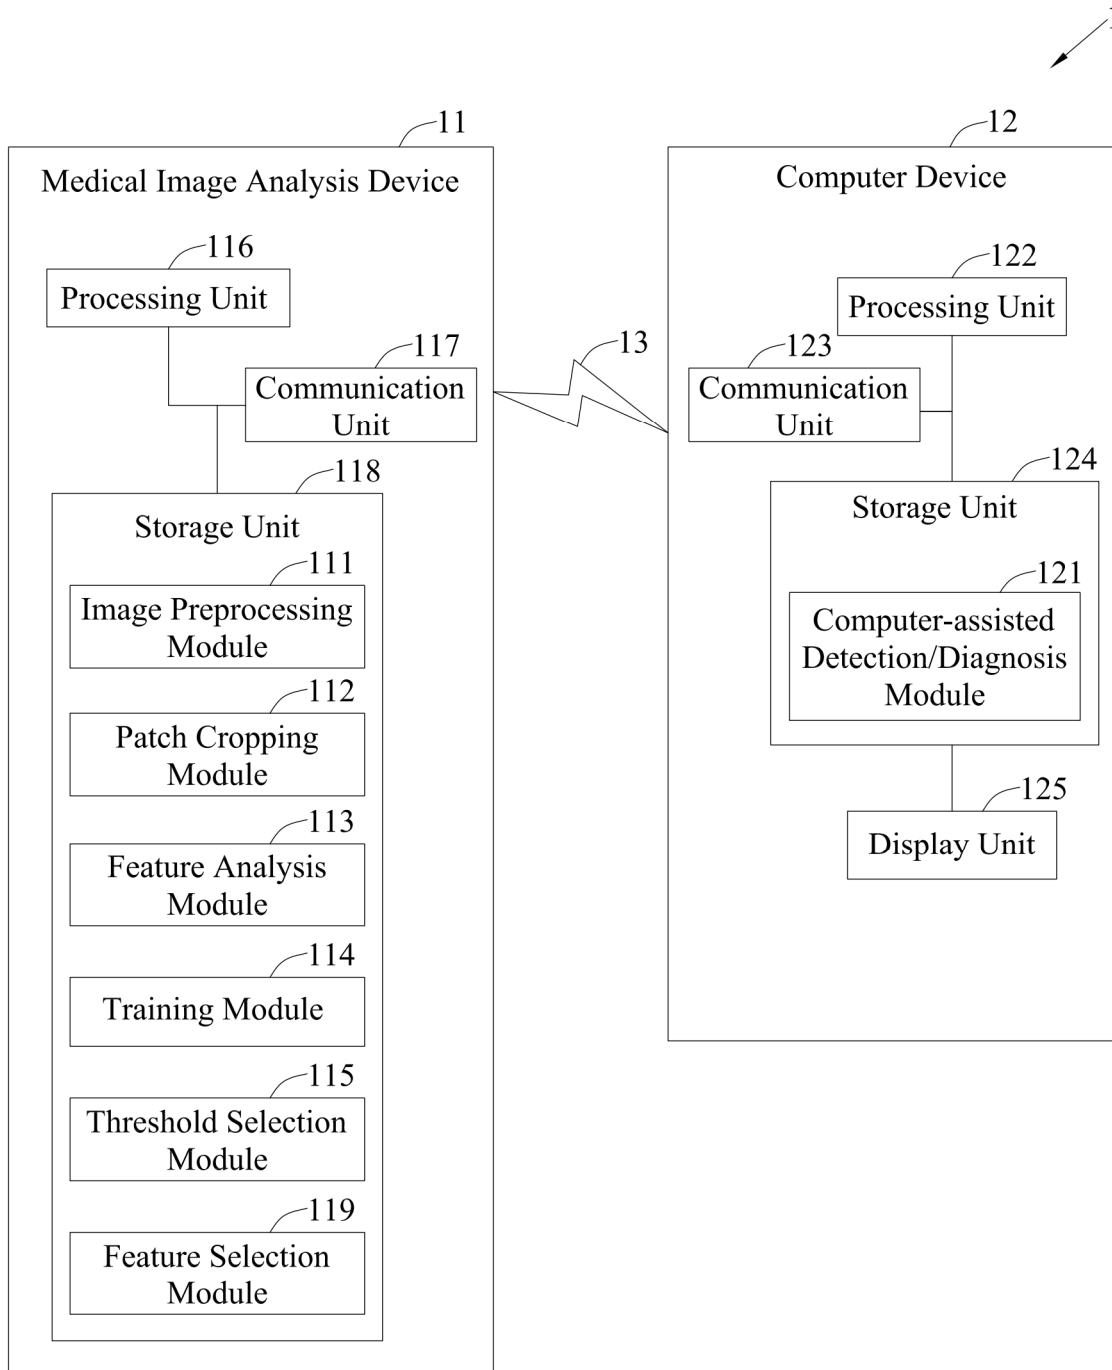 11
Medical Image Analysis Device
116
Processing Unit
117
Communication
Unit
118
Storage Unit
111
Image Preprocessing
Module
112
Patch Cropping
Module
113
Feature Analysis
Module
114
Training Module
115
Threshold Selection
Module
119
Feature Selection
Module
13
12
Computer Device
122
Processing Unit
123
Communication
Unit
124
Storage Unit
121
Computer-assisted
Detection/Diagnosis
Module
125
Display Unit